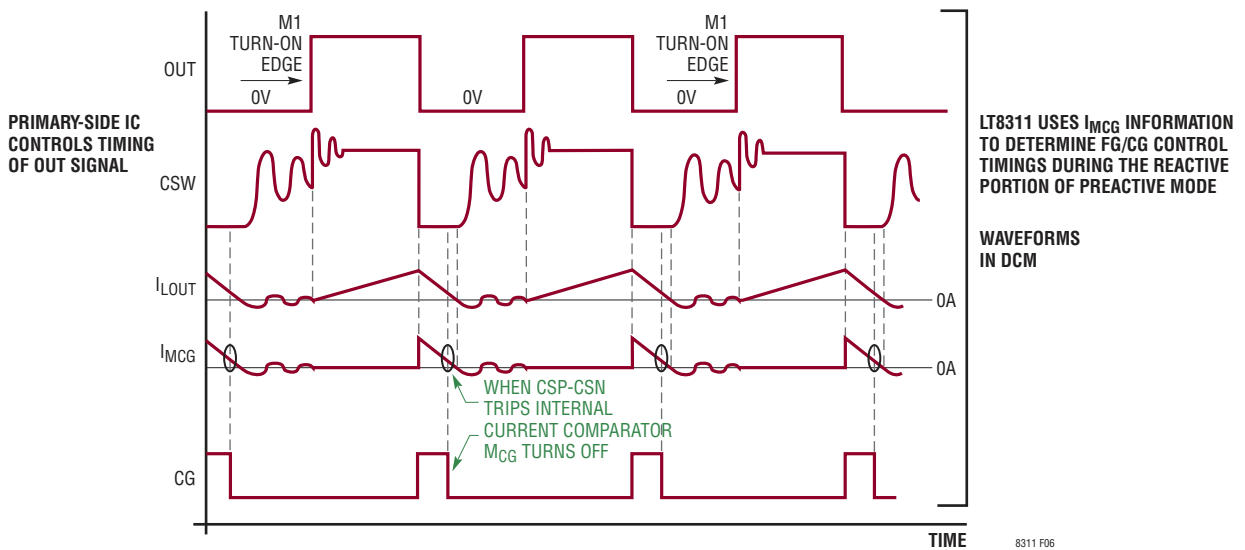 M1
TURN-ON
EDGE
M1
TURN-ON
EDGE
OUT
0V
0V
0V
PRIMARY-SIDE IC
CONTROLS TIMING
OF OUT SIGNAL
LT8311 USES IMCG INFORMATION
TO DETERMINE FG/CG CONTROL
TIMINGS DURING THE REACTIVE
PORTION OF PREACTIVE MODE
CSW
WAVEFORMS
IN DCM
ILOUT
0A
IMCG
0A
WHEN CSP-CSN
TRIPS INTERNAL
CURRENT COMPARATOR
MCG TURNS OFF
CG
TIME
8311 F06